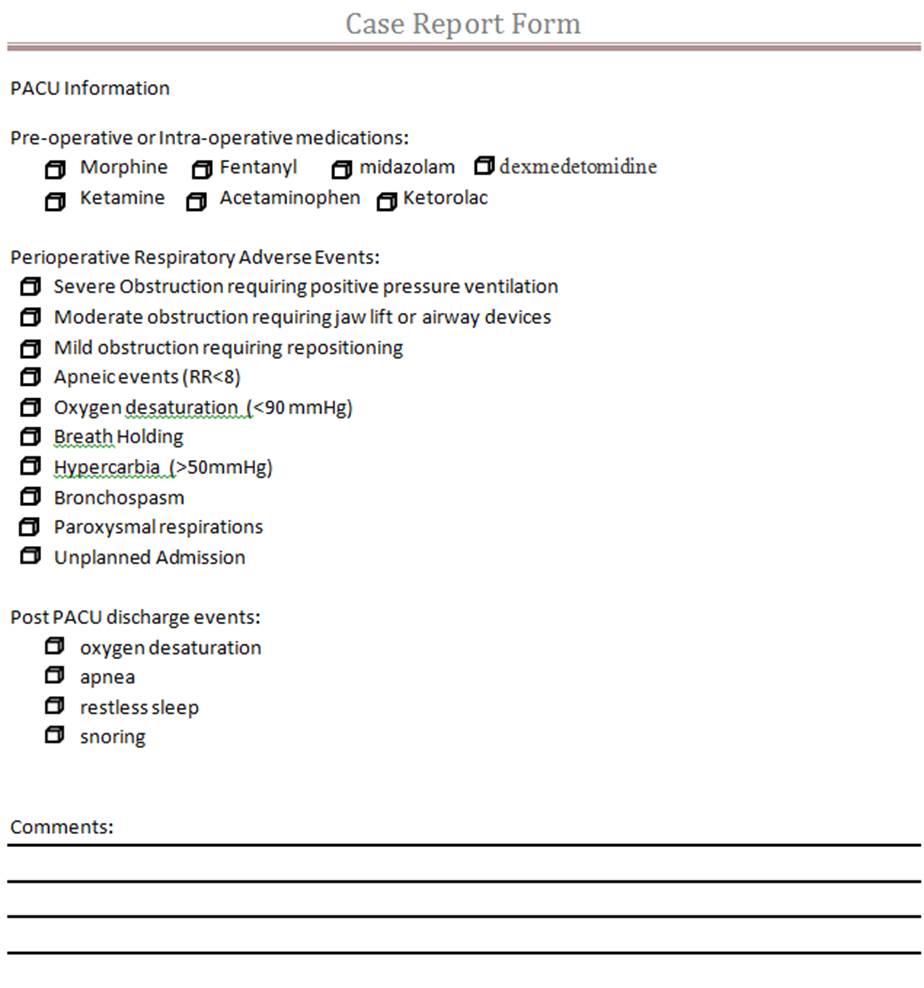 Case Report Form
PACU Information
Pre-operative or Intra-operative medications:
Morphine Fentanyl midazolam dexmedetomidine
Ketamine Acetaminophen Ketorolac
Perioperative Respiratory Adverse Events:
Severe Obstruction requiring positive pressure ventilation
Moderate obstruction requiring jaw lift or airway devices
Mild obstruction requiring repositioning
Apneic events (RR<8)
Oxygen desaturation (<90 mmHg)
Breath Holding
Hypercarbia (>50mmHg)
Bronchospasm
Paroxysmal respirations
Unplanned Admission
Post PACU discharge events:
oxygen desaturation
apnea
restless sleep
snoring
Comments: